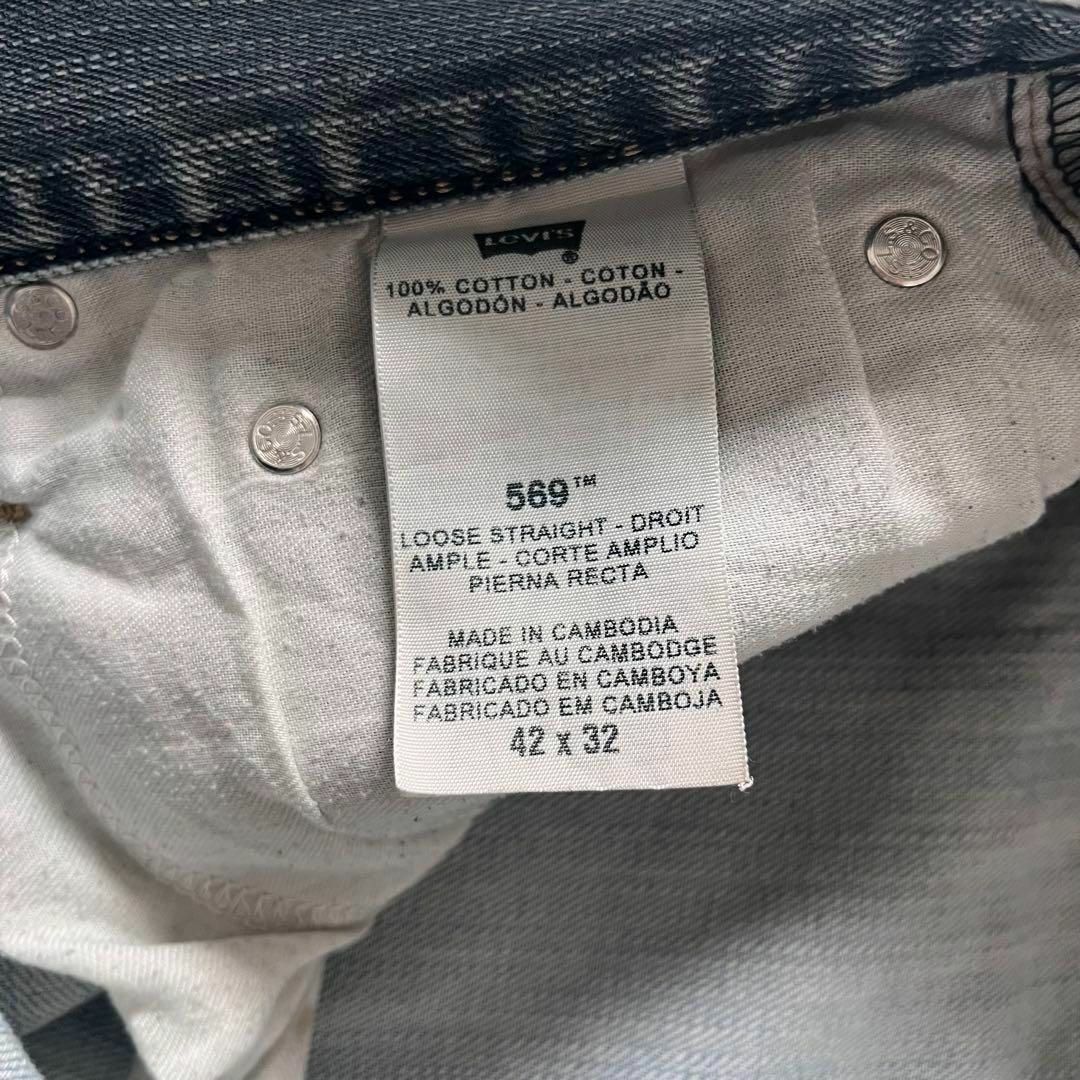 LEVI'S ®
100% COTTON - COTON -
ALGODÓN - ALGODÃO
569™
LOOSE STRAIGHT - DROIT
AMPLE - CORTE AMPLIO
PIERNA RECTA
MADE IN CAMBODIA
FABRIQUE AU CAMBODGE
FABRICADO EN CAMBOYA
FABRICADO EM CAMBOJA
42 x 32